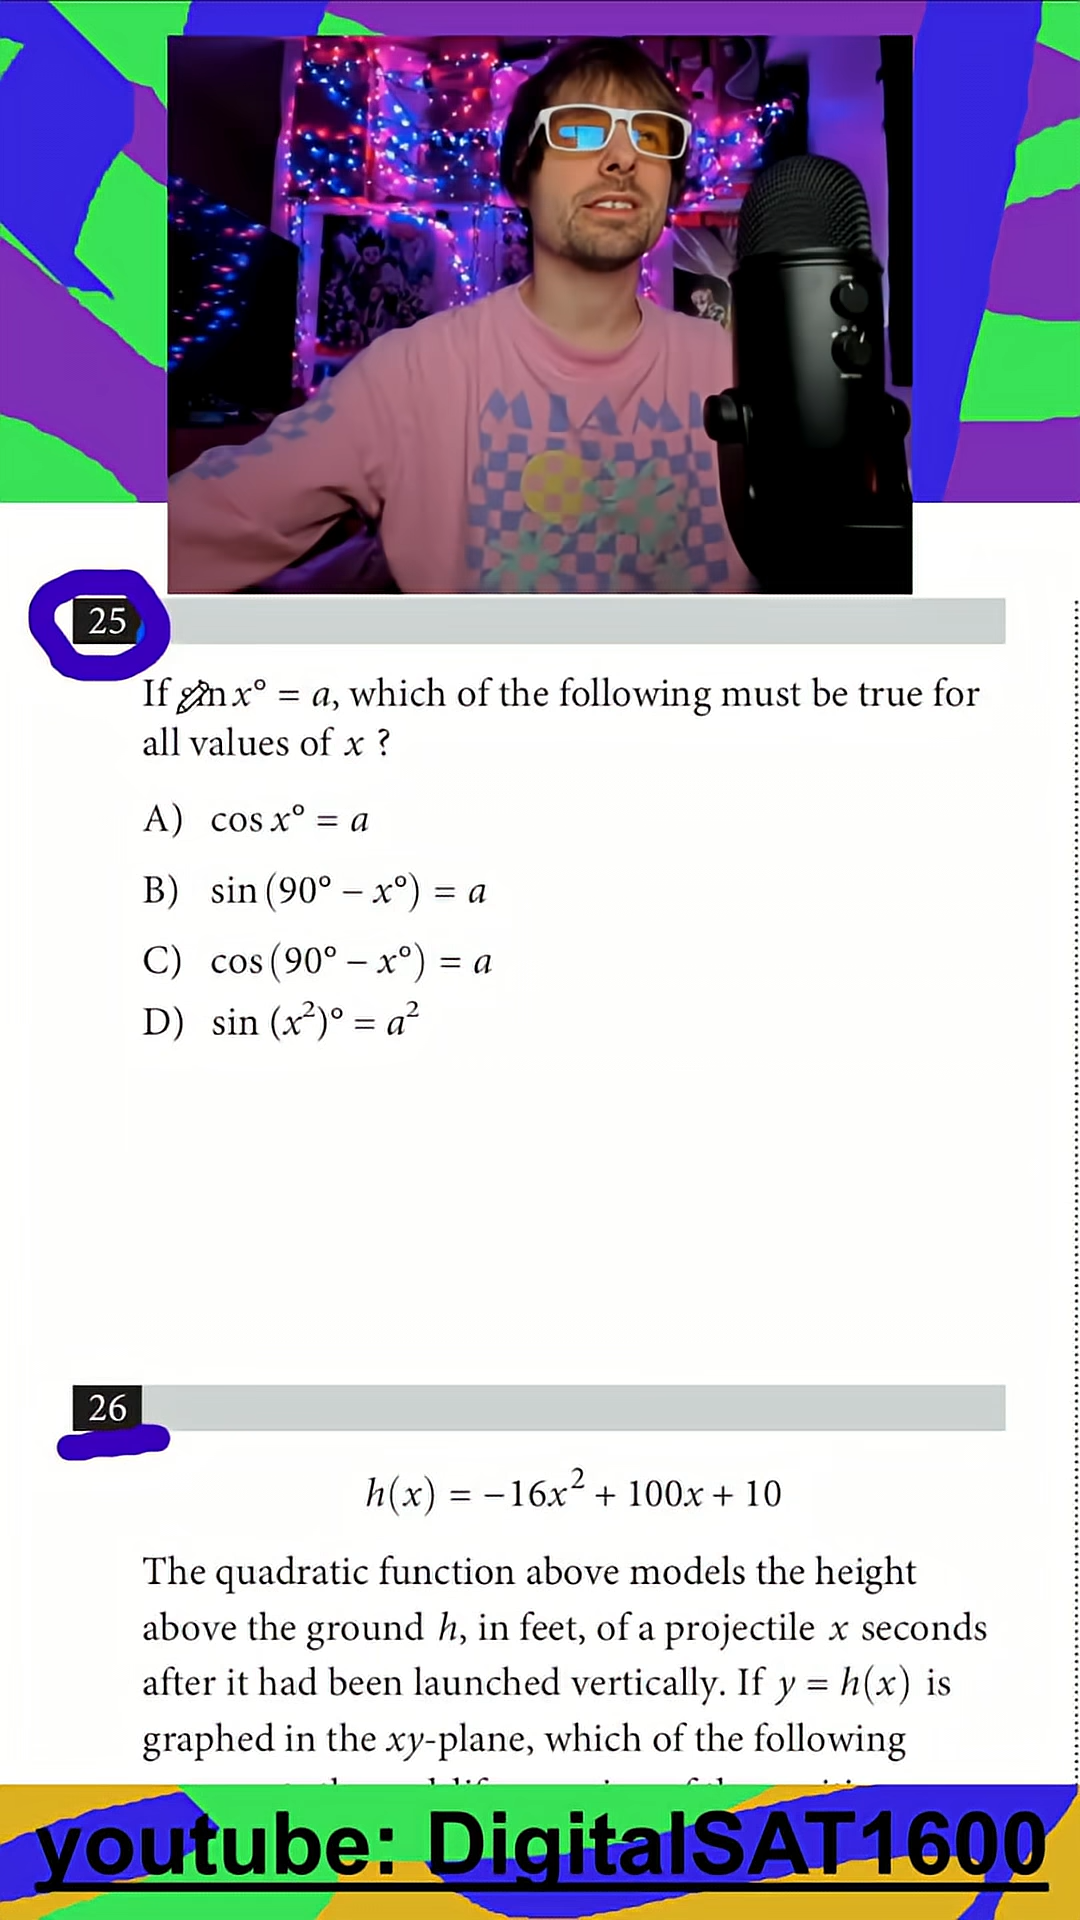 MIAMI
25
If sin x° = a, which of the following must be true for
all values of x ?
A) cos x° = a
B) sin (90° – x°) = a
C) cos (90° – x°) = a
D) sin (x²)° = a²
26
h(x) = –16x² + 100x + 10
The quadratic function above models the height
above the ground h, in feet, of a projectile x seconds
after it had been launched vertically. If y = h(x) is
graphed in the xy-plane, which of the following
youtube: DigitalSAT1600